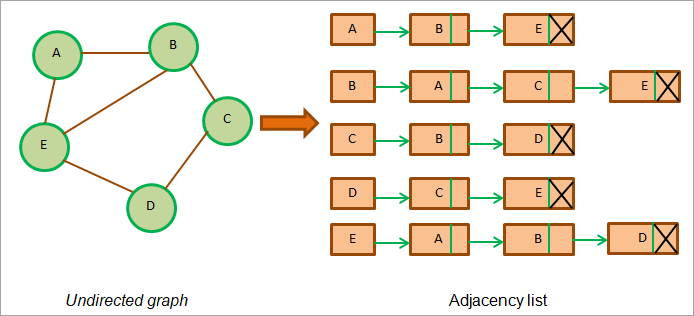 A
B
C
D
E
A B E
B A C E
C B D
D C E
E A B D
Undirected graph
Adjacency list